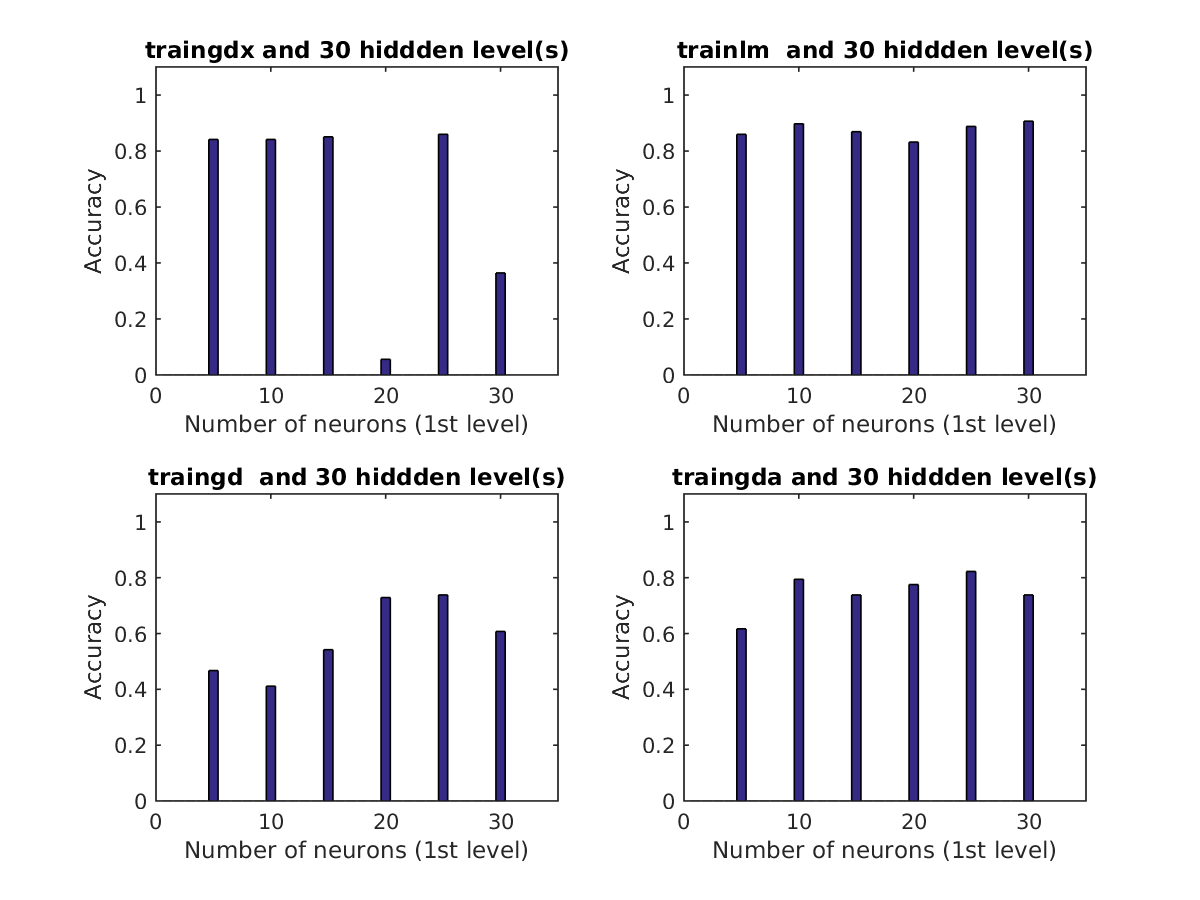 traingdx and 30 hiddden level(s)
1
0.8
0.6
0.4
0.2
0
Accuracy
0 10 20 30
Number of neurons (1st level)
trainlm and 30 hiddden level(s)
1
0.8
0.6
0.4
0.2
0
Accuracy
0 10 20 30
Number of neurons (1st level)
traingd and 30 hiddden level(s)
1
0.8
0.6
0.4
0.2
0
Accuracy
0 10 20 30
Number of neurons (1st level)
traingda and 30 hiddden level(s)
1
0.8
0.6
0.4
0.2
0
Accuracy
0 10 20 30
Number of neurons (1st level)